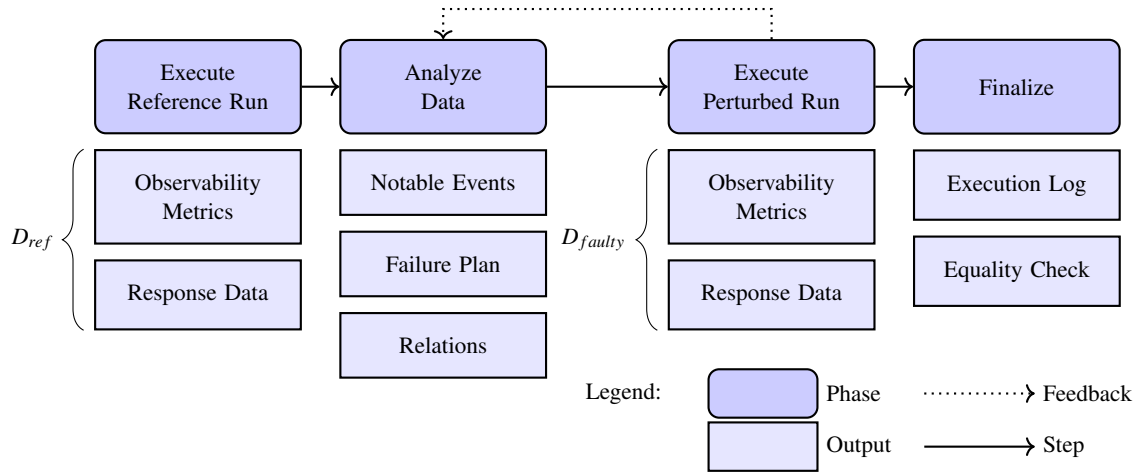 Execute
Reference Run
Analyze
Data
Execute
Perturbed Run
Finalize
D_ref
Observability
Metrics
Response Data
Notable Events
Failure Plan
Relations
D_faulty
Observability
Metrics
Response Data
Execution Log
Equality Check
Legend:
Phase
Feedback
Output
Step